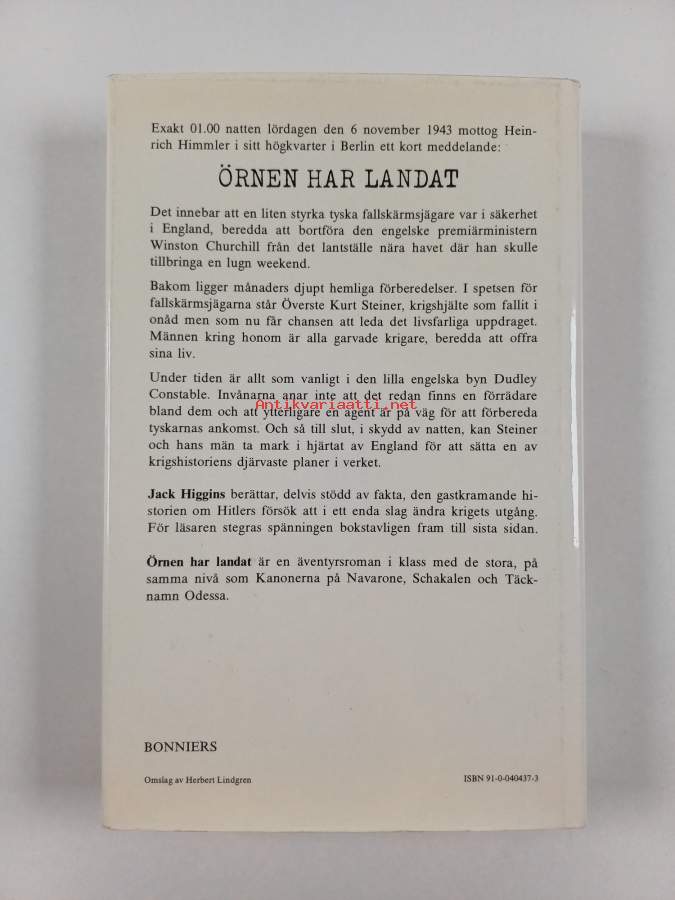 Exakt 01.00 natten lördagen den 6 november 1943 mottog Hein-
rich Himmler i sitt högkvarter i Berlin ett kort meddelande:
ÖRNEN HAR LANDAT
Det innebar att en liten styrka tyska fallskärmsjägare var i säkerhet
i England, beredda att bortföra den engelske premiärministern
Winston Churchill från det lantställe nära havet där han skulle
tillbringa en lugn weekend.
Bakom ligger månaders djupt hemliga förberedelser. I spetsen för
fallskärmsjägarna står Överste Kurt Steiner, krigshjälte som fallit i
onåd men som nu får chansen att leda det livsfarliga uppdraget.
Männen kring honom är alla garvade krigare, beredda att offra
sina liv.
Under tiden är allt som vanligt i den lilla engelska byn Dudley
Constable. Invånarna anar inte att det redan finns en förrädare
Antikvariaatti.net
bland dem och att ytterligare en agent är på väg för att förbereda
tyskarnas ankomst. Och så till slut, i skydd av natten, kan Steiner
och hans män ta mark i hjärtat av England för att sätta en av
krigshistoriens djärvaste planer i verket.
Jack Higgins berättar, delvis stödd av fakta, den gastkramande hi-
storien om Hitlers försök att i ett enda slag ändra krigets utgång.
För läsaren stegras spänningen bokstavligen fram till sista sidan.
Örnen har landat är en äventyrsroman i klass med de stora, på
samma nivå som Kanonerna på Navarone, Schakalen och Täck-
namn Odessa.
BONNIERS
Omslag av Herbert Lindgren
ISBN 91-0-040437-3